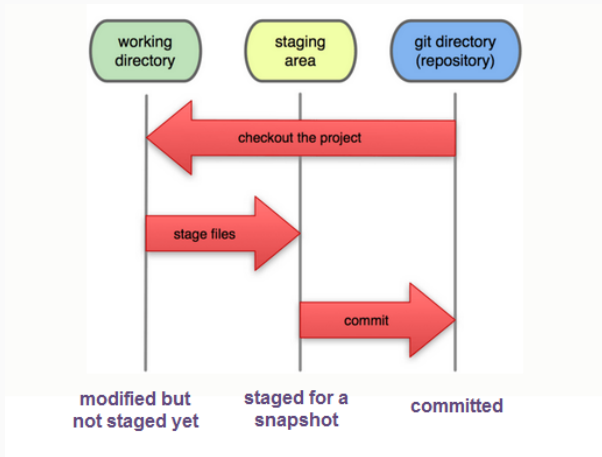 working
directory
staging
area
git directory
(repository)
checkout the project
stage files
commit
modified but
not staged yet
staged for a
snapshot
committed